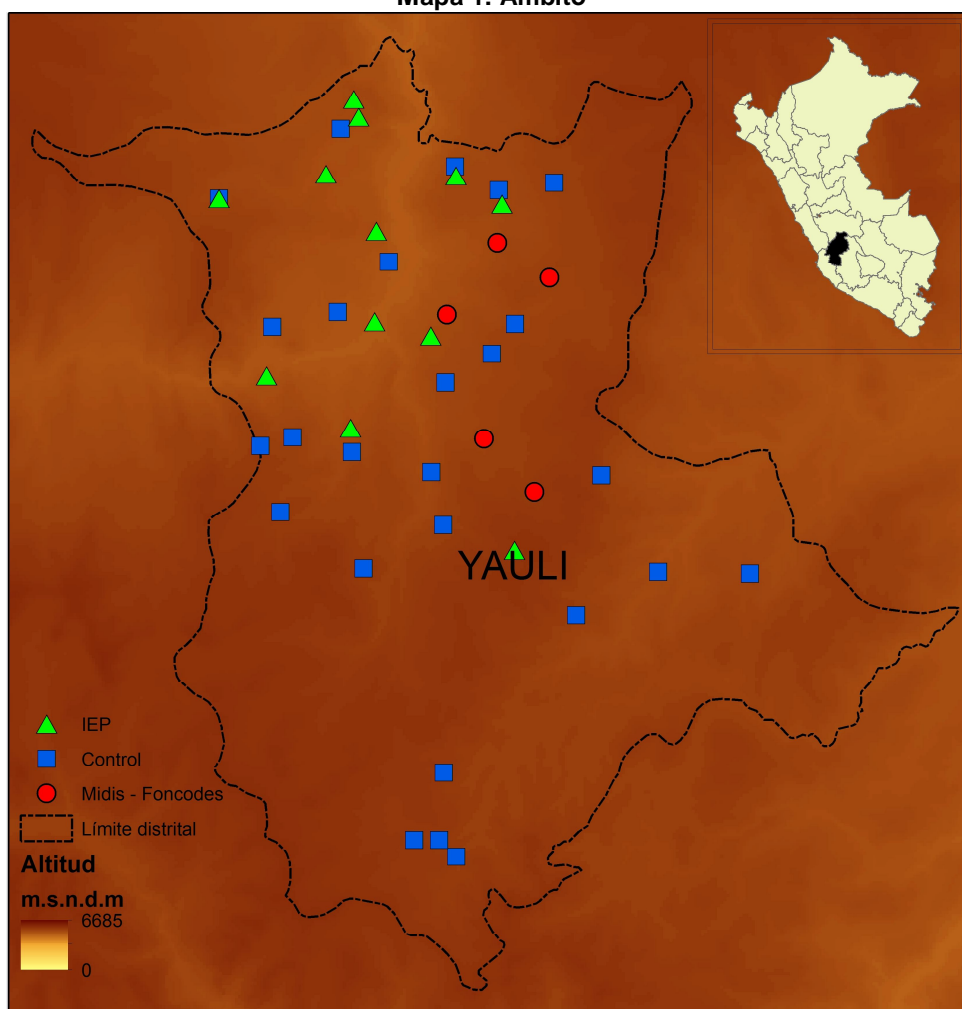 Mapa 1: Ámbito
YAULI
IEP
Control
Midis - Foncodes
Límite distrital
Altitud
m.s.n.d.m
6685
0